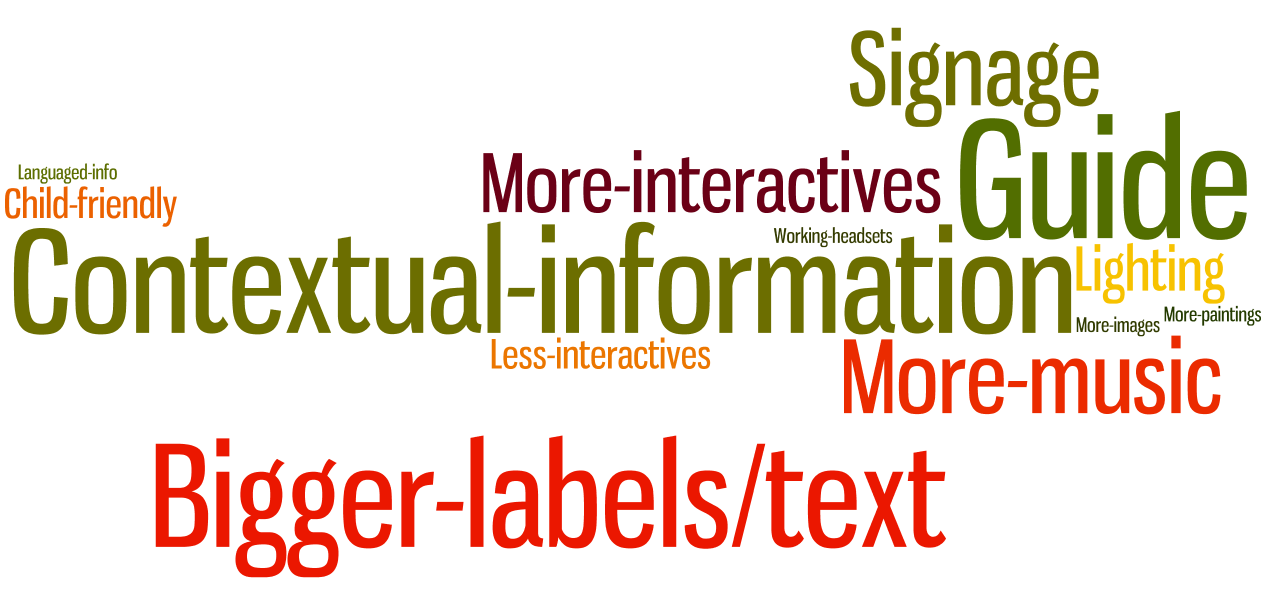 Signage
Guide
More-interactives
Languaged-info
Child-friendly
Working-headsets
Contextual-information
Lighting
More-paintings
More-images
Less-interactives
More-music
Bigger-labels/text